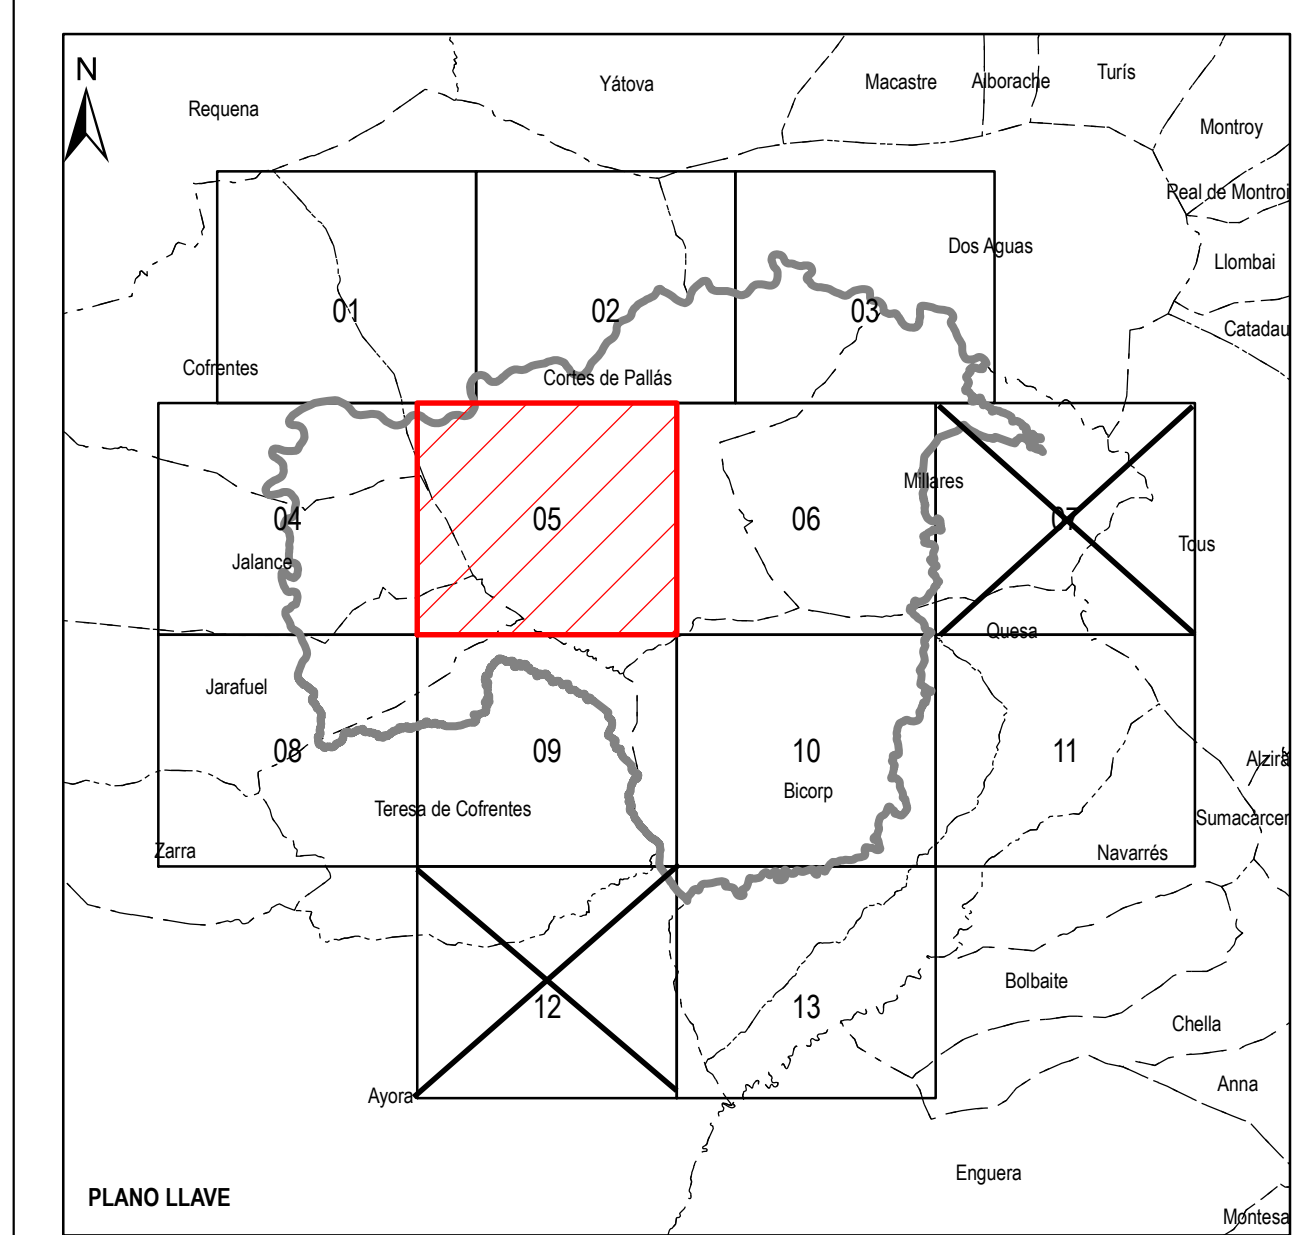 N
Requena
Yátova
Macastre
Alborache
Turís
Montroy
Real de Montroi
Dos Aguas
Llombai
01
02
03
Catadau
Cofrentes
Cortes de Pallás
Millares
04
05
06
07
Tous
Jalance
Quesa
Jarafuel
08
09
10
11
Alzira
Bicorp
Teresa de Cofrentes
Sumacarcer
Zarra
Navarrés
Bolbaite
12
13
Chella
Anna
Ayora
Enguera
PLANO LLAVE
Montesa